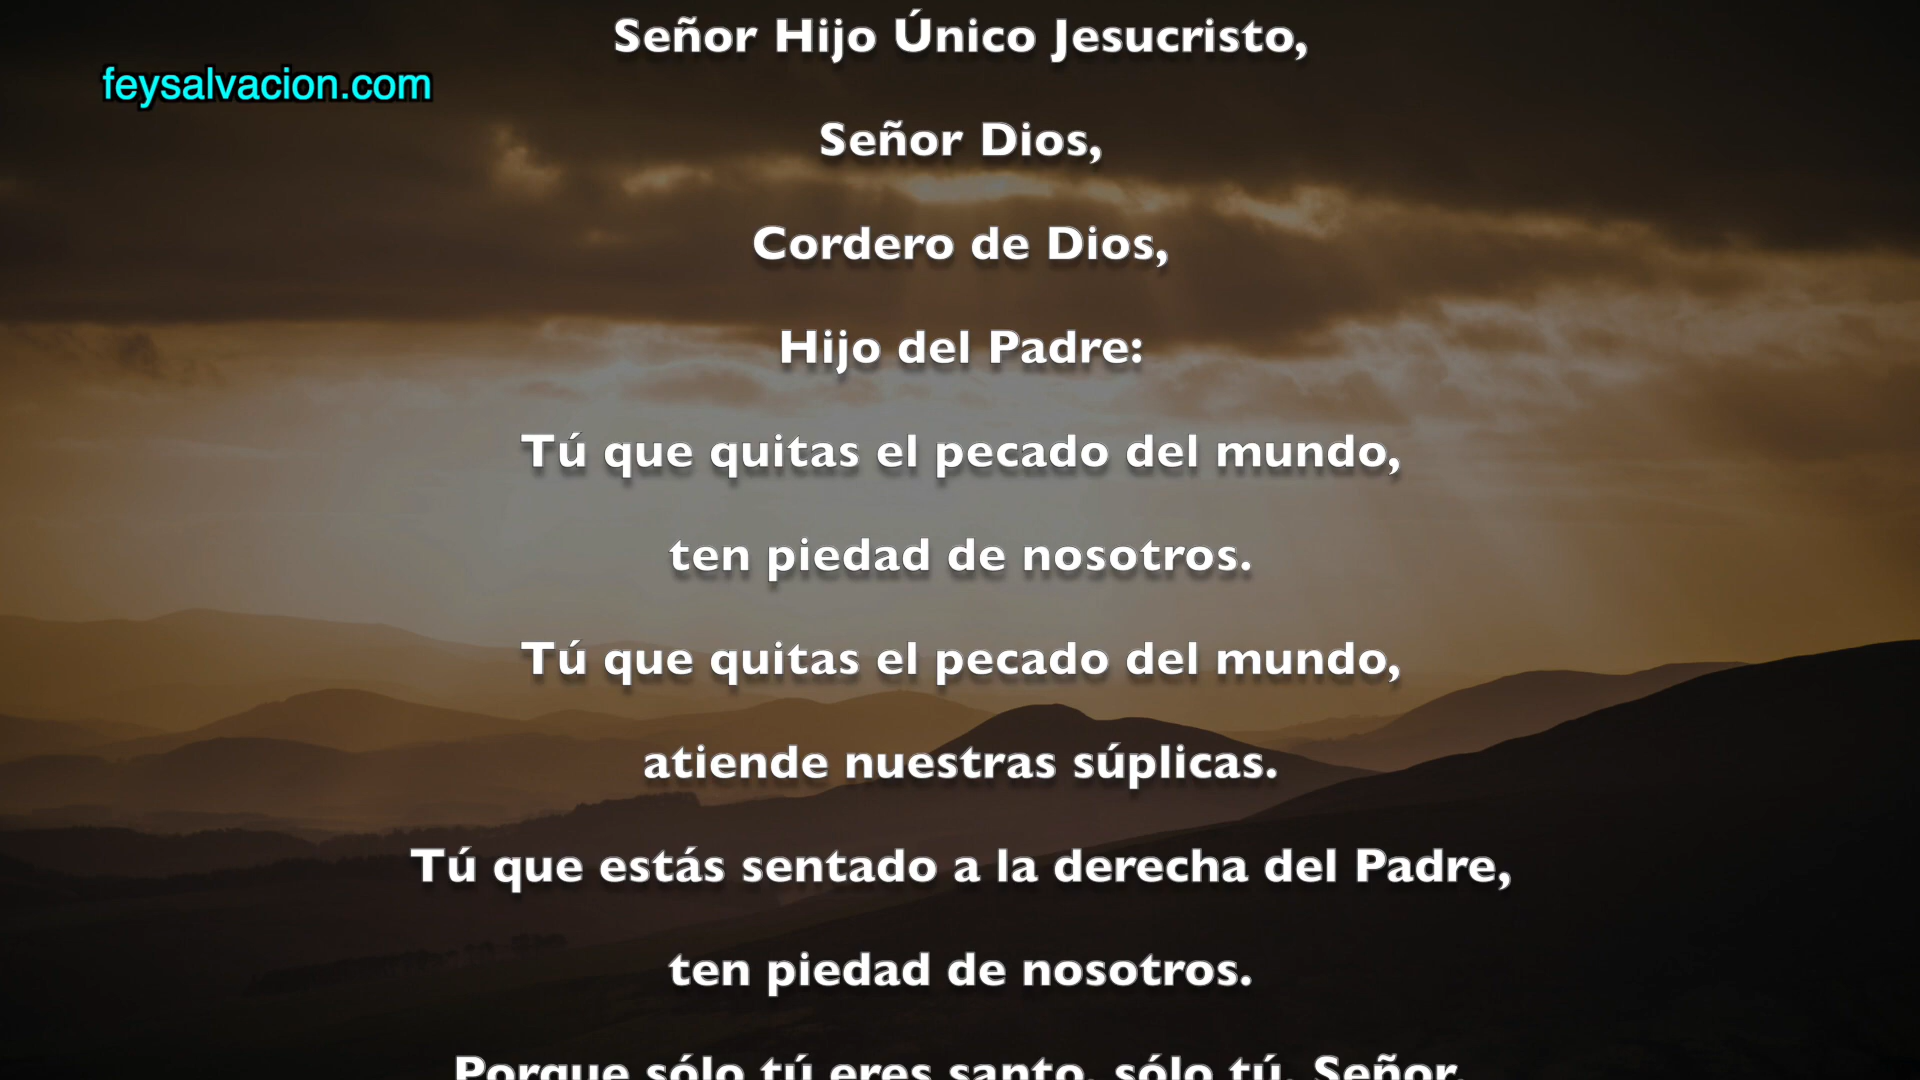 Señor Hijo Único Jesucristo,
feysalvacion.com
Señor Dios,
Cordero de Dios,
Hijo del Padre:
Tú que quitas el pecado del mundo,
ten piedad de nosotros.
Tú que quitas el pecado del mundo,
atiende nuestras súplicas.
Tú que estás sentado a la derecha del Padre,
ten piedad de nosotros.
Porque sólo tú eres santo, sólo tú, Señor,